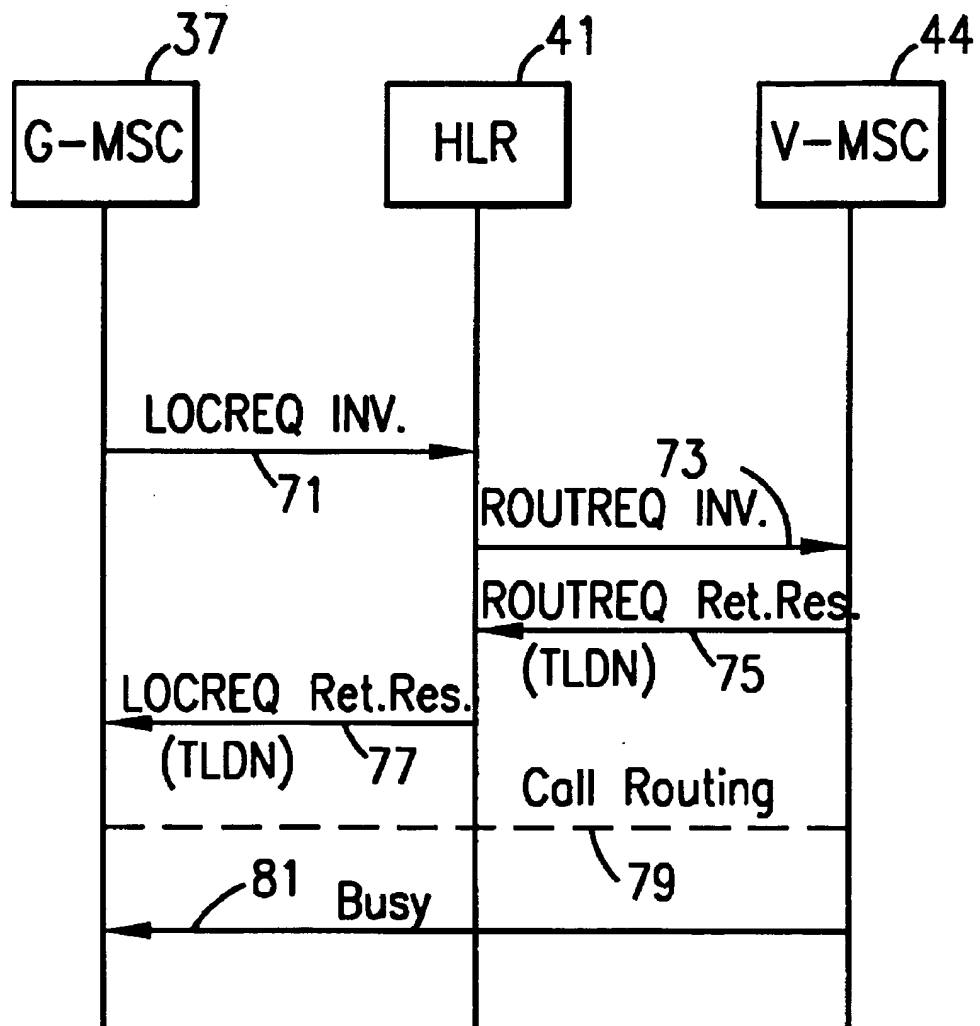 37 41 44
G-MSC HLR V-MSC
LOCREQ INV.
71
73
ROUTREQ INV.
ROUTREQ Ret.Res.
(TLDN) 75
LOCREQ Ret.Res.
(TLDN) 77
Call Routing
79
81 Busy